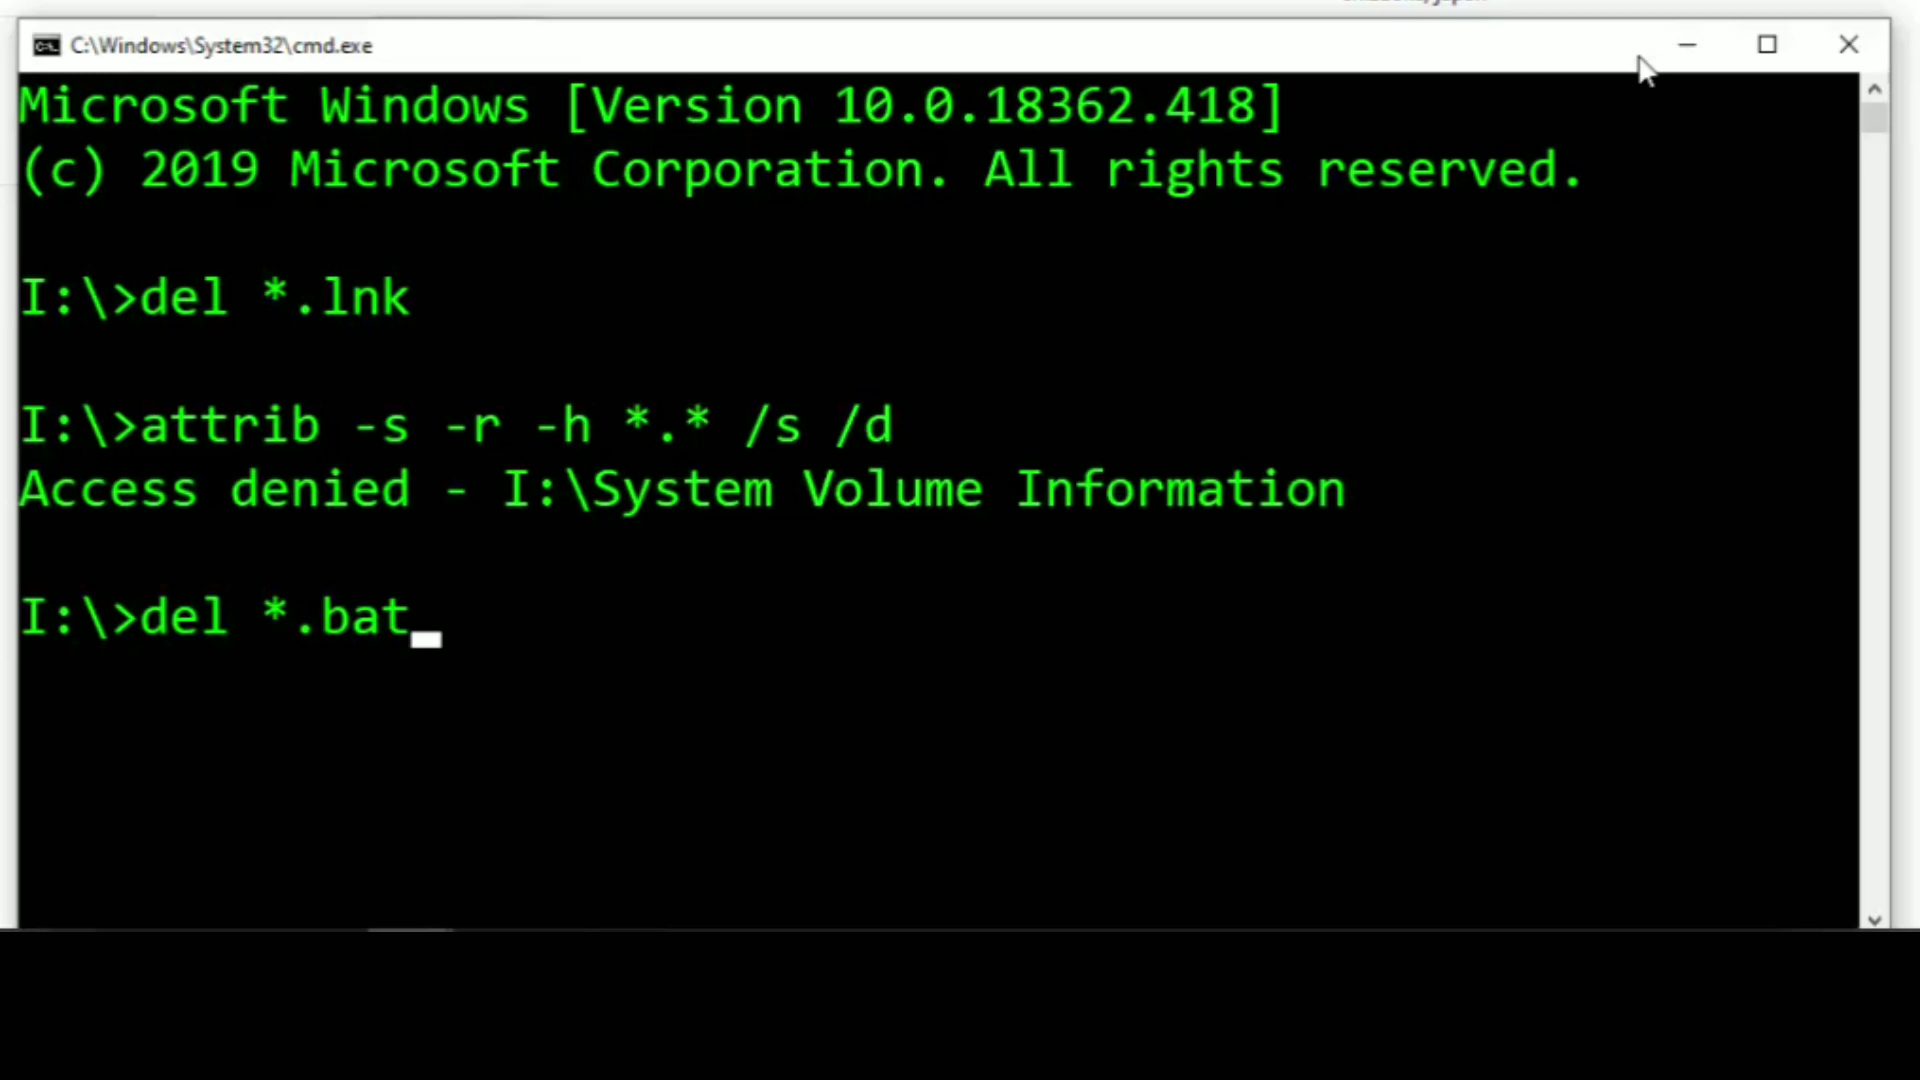 C:\Windows\System32\cmd.exe
Microsoft Windows [Version 10.0.18362.418]
(c) 2019 Microsoft Corporation. All rights reserved.
I:\>del *.lnk
I:\>attrib -s -r -h *.* /s /d
Access denied - I:\System Volume Information
I:\>del *.bat